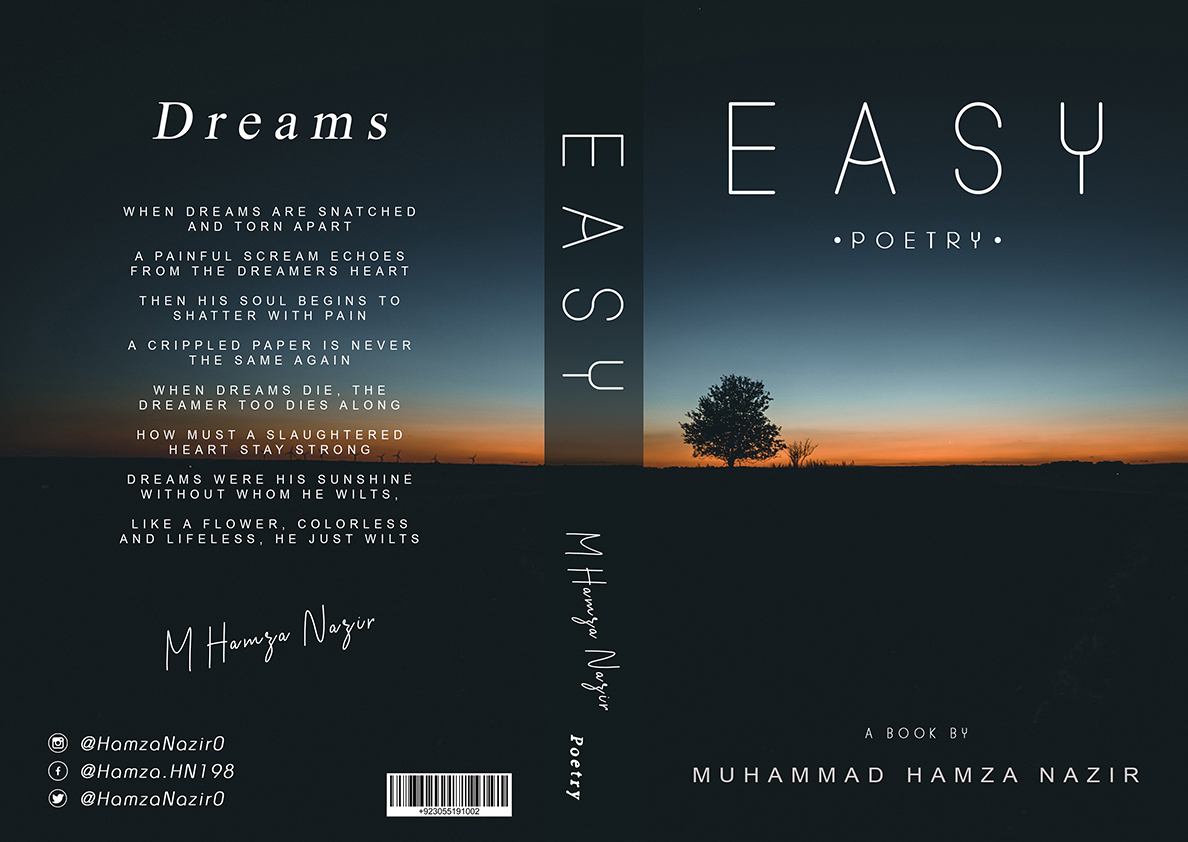 Dreams
WHEN DREAMS ARE SNATCHED
AND TORN APART
A PAINFUL SCREAM ECHOES
FROM THE DREAMERS HEART
THEN HIS SOUL BEGINS TO
SHATTER WITH PAIN
A CRIPPLED PAPER IS NEVER
THE SAME AGAIN
WHEN DREAMS DIE, THE
DREAMER TOO DIES ALONG
HOW MUST A SLAUGHTERED
HEART STAY STRONG
DREAMS WERE HIS SUNSHINE
WITHOUT WHOM HE WILTS,
LIKE A FLOWER, COLORLESS
AND LIFELESS, HE JUST WILTS
M Hamza Nazir
@HamzaNazir0
@Hamza.HN198
@HamzaNazir0
+923055191002
EASY
M Hamza Nazir
Poetry
EASY
•POETRY•
A BOOK BY
MUHAMMAD HAMZA NAZIR